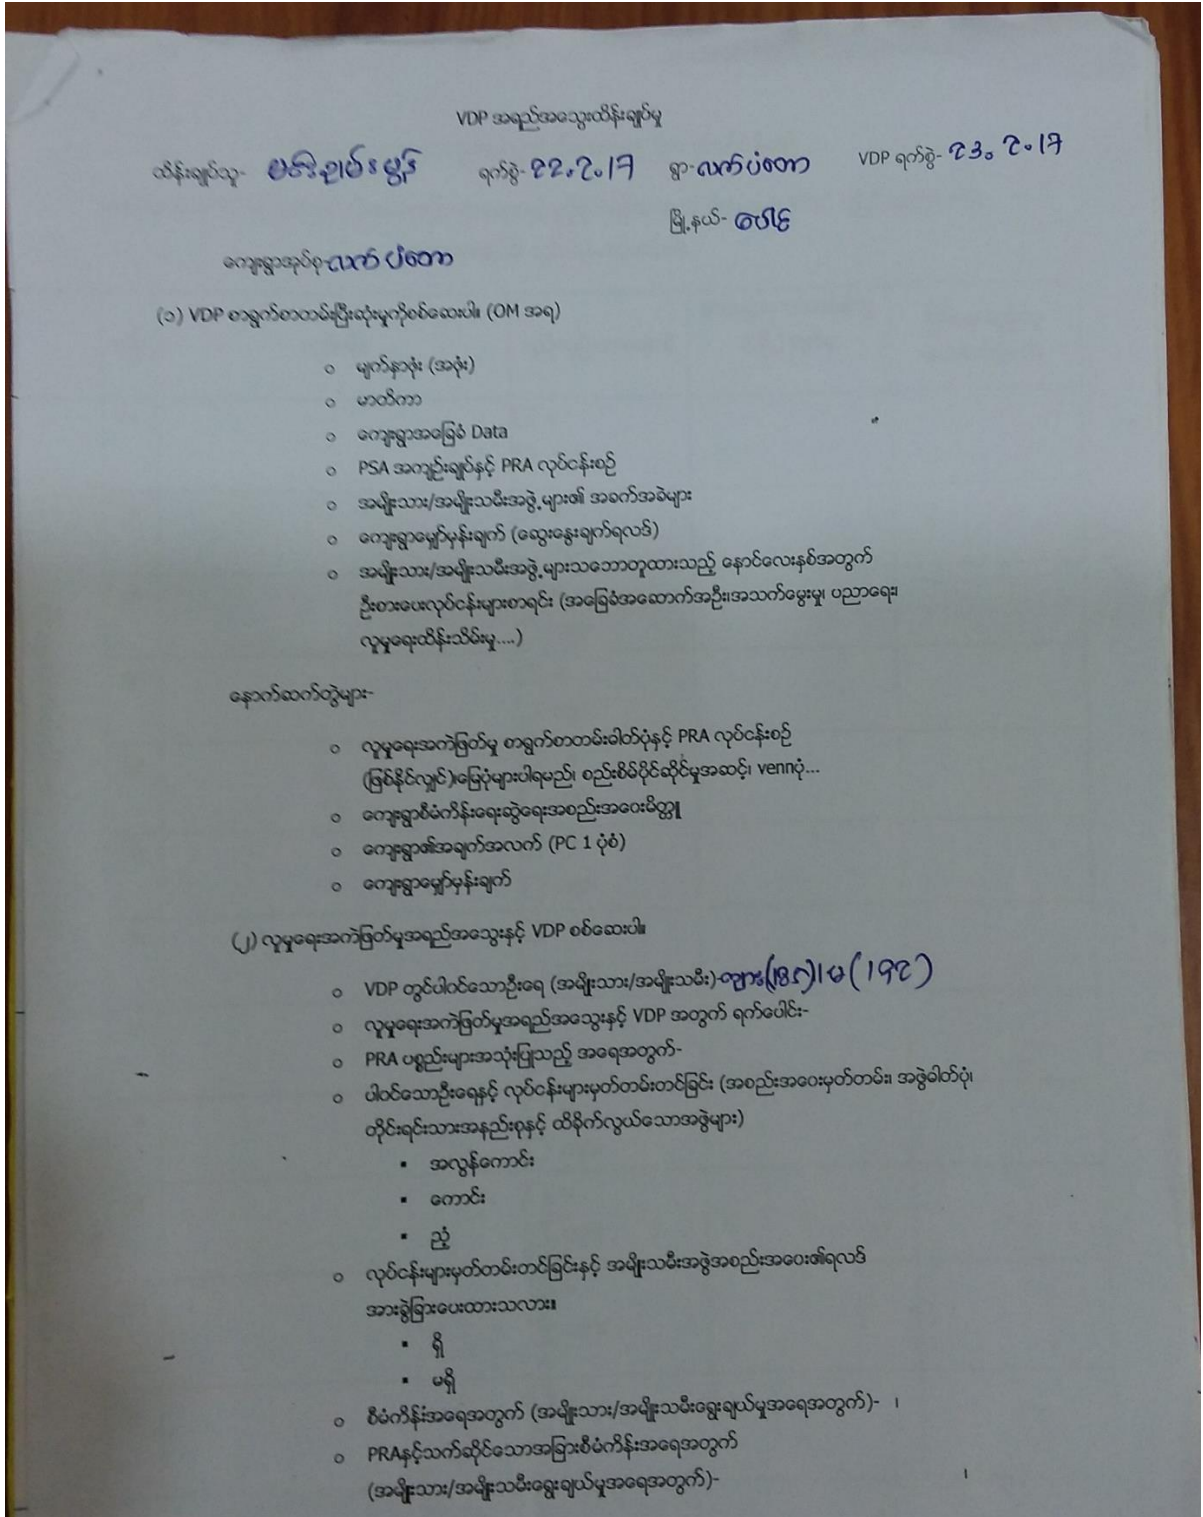 VDP အရည်အသွေးထိန်းချုပ်မှု
ထိန်းချုပ်သူ- ရက်စွဲ- 22.2.17 ရွာ-လက်ပံတော VDP ရက်စွဲ- 23.2.17
မြို့နယ်- ပေါင်
ကျေးရွာအုပ်စု-လက်ပံတော
(၁) VDP စာရွက်စာတမ်းပြီးဆုံးမှုကိုစစ်ဆေးပါ။ (OM အရ)
○ မျက်နှာဖုံး (အဖုံး)
○ မာတိကာ
○ ကျေးရွာအခြေခံ Data
○ PSA အကျဉ်းချုပ်နှင့် PRA လုပ်ငန်းစဉ်
○ အမျိုးသား/အမျိုးသမီးအဖွဲ့များ၏ အခက်အခဲများ
○ ကျေးရွာမျှော်မှန်းချက် (ဆွေးနွေးချက်ရလဒ်)
○ အမျိုးသား/အမျိုးသမီးအဖွဲ့များသဘောတူထားသည့် နောင်လေးနှစ်အတွက်
ဦးစားပေးလုပ်ငန်းများစာရင်း (အခြေခံအဆောက်အဦး၊အသက်မွေးမှု၊ ပညာရေး၊
လူမှုရေးထိန်းသိမ်းမှု....)
နောက်ဆက်တွဲများ-
○ လူမှုရေးအကဲဖြတ်မှု စာရွက်စာတမ်းဓါတ်ပုံနှင့် PRA လုပ်ငန်းစဉ်
(ဖြစ်နိုင်လျှင်)၊မြေပုံများပါရမည်၊ စည်းစိမ်ပိုင်ဆိုင်မှုအဆင့်၊ vennပုံ...
○ ကျေးရွာစီမံကိန်းရေးဆွဲရေးအစည်းအဝေးမိတ္တူ
○ ကျေးရွာ၏အချက်အလက် (PC 1 ပုံစံ)
○ ကျေးရွာမျှော်မှန်းချက်
(၂) လူမှုရေးအကဲဖြတ်မှုအရည်အသွေးနှင့် VDP စစ်ဆေးပါ။
○ VDP တွင်ပါဝင်သောဦးရေ (အမျိုးသား/အမျိုးသမီး)-ကျား(185)၊ မ (192)
○ လူမှုရေးအကဲဖြတ်မှုအရည်အသွေးနှင့် VDP အတွက် ရက်ပေါင်း-
○ PRA ပစ္စည်းများအသုံးပြုသည့် အရေအတွက်-
○ ပါဝင်သောဦးရေနှင့် လုပ်ငန်းများမှတ်တမ်းတင်ခြင်း (အစည်းအဝေးမှတ်တမ်း၊ အဖွဲဓါတ်ပုံ၊
တိုင်းရင်းသားအနည်းစုနှင့် ထိခိုက်လွယ်သောအဖွဲများ)
▪ အလွန်ကောင်း
▪ ကောင်း
▪ ညံ့
○ လုပ်ငန်းများမှတ်တမ်းတင်ခြင်းနှင့် အမျိုးသမီးအဖွဲအစည်းအဝေး၏ရလဒ်
အားခွဲခြားပေးထားသလား။
▪ ရှိ
▪ မရှိ
○ စီမံကိန်းအရေအတွက် (အမျိုးသား/အမျိုးသမီးရွေးချယ်မှုအရေအတွက်)- ၊
○ PRAနှင့်သက်ဆိုင်သောအခြားစီမံကိန်းအရေအတွက်
(အမျိုးသား/အမျိုးသမီးရွေးချယ်မှုအရေအတွက်)- ၊